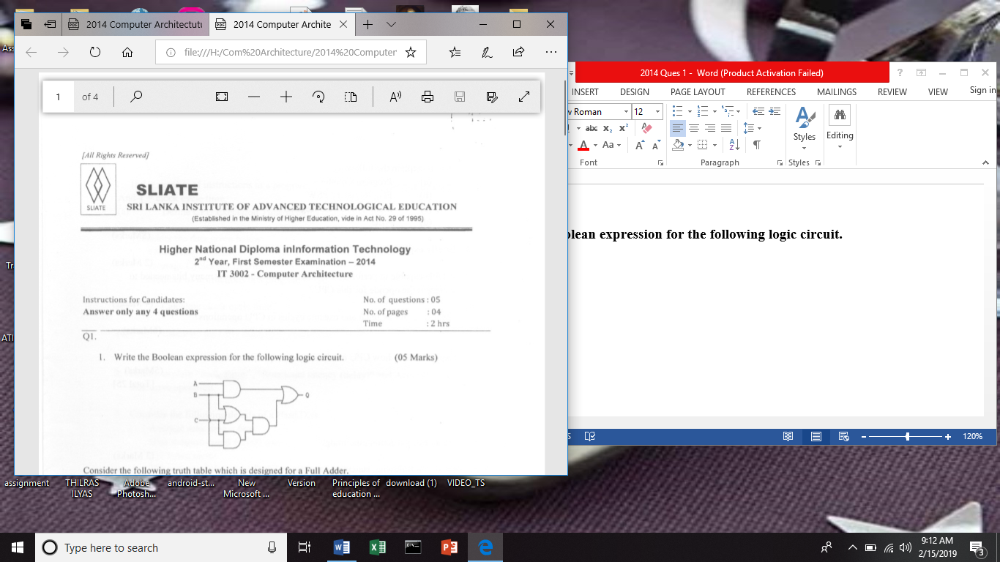 2014 Computer Architectu
2014 Computer Archite
file:///H:/Com%20Architecture/2014%20Computer
1 of 4
[All Rights Reserved]
SLIATE
SLIATE
SRI LANKA INSTITUTE OF ADVANCED TECHNOLOGICAL EDUCATION
(Established in the Ministry of Higher Education, vide in Act No. 29 of 1995)
Higher National Diploma inInformation Technology
2nd Year, First Semester Examination – 2014
IT 3002 - Computer Architecture
Instructions for Candidates:
Answer only any 4 questions
No. of questions : 05
No. of pages : 04
Time : 2 hrs
Q1.
1. Write the Boolean expression for the following logic circuit. (05 Marks)
A
B
C
Q
Consider the following truth table which is designed for a Full Adder.
2014 Ques 1 - Word (Product Activation Failed)
INSERT DESIGN PAGE LAYOUT REFERENCES MAILINGS REVIEW VIEW Sign in
w Roman 12
Styles
Editing
Font
Paragraph
Styles
olean expression for the following logic circuit.
120%
assignment
THILRAS ILYAS
Adobe Photosh...
android-st...
New Microsoft ...
Version
Principles of education ...
download (1)
VIDEO_TS
Type here to search
9:12 AM
2/15/2019
3